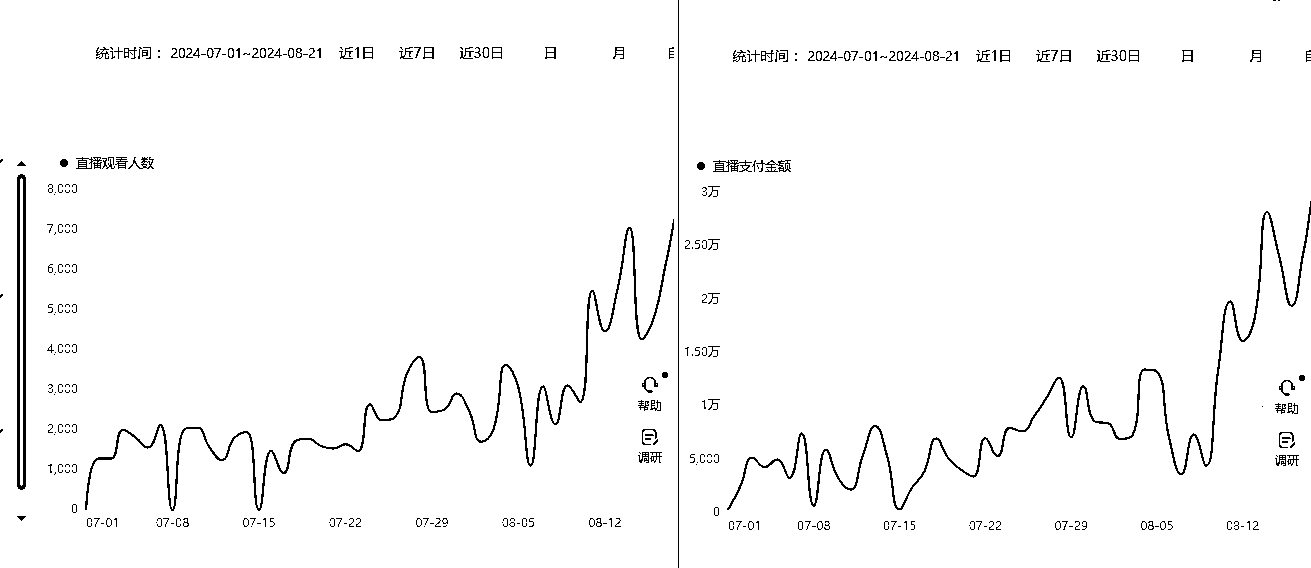 统计时间： 2024-07-01~2024-08-21 近1日 近7日 近30日 日 月
直播观看人数
8,000
7,000
6,000
5,000
4,000
3,000
2,000
1,000
0
07-01 07-08 07-15 07-22 07-29 08-05 08-12
帮助
调研
统计时间： 2024-07-01~2024-08-21 近1日 近7日 近30日 日 月
直播支付金额
3万
2.50万
2万
1.50万
1万
5,000
0
07-01 07-08 07-15 07-22 07-29 08-05 08-12
帮助
调研